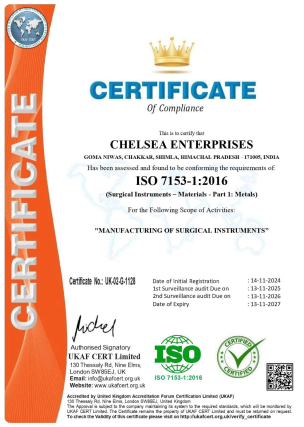 CERTIFICATE
CERTIFICATE
Of Compliance
This is to certify that
CHELSEA ENTERPRISES
GOMA NIWAS, CHAKKAR, SHIMLA, HIMACHAL PRADESH - 171005, INDIA
Has been assessed and found to be conforming the requirements of:
ISO 7153-1:2016
(Surgical Instruments – Materials - Part 1: Metals)
For the Following Scope of Activities:
"MANUFACTURING OF SURGICAL INSTRUMENTS"
Certificate No.: UK-02-G-1128
Date of Initial Registration : 14-11-2024
1st Surveillance audit Due on : 13-11-2025
2nd Surveillance audit Due on : 13-11-2026
Date of Expiry : 13-11-2027
Authorised Signatory
UKAF CERT Limited
130 Thessaly Rd, Nine Elms,
London SW85EJ, UK
Email: info@ukafcert.org.uk
Website: www.ukafcert.org.uk
ISO
ISO 7153-1:2016
CERTIFIED
CERTIFIED
Accredited by United Kingdom Accreditation Forum Certification Limited (UKAF)
130 Thessaly Rd, Nine Elms, London SW85EJ, United Kingdom
The Approval is subject to the company maintaining its system to the required standards, which will be monitored by
UKAF CERT Limited. The Certificate remains the property of UKAF CERT Limited and must be returned on request.
To check the Validity of this certificate please visit on http://ukafcert.org.uk/verify_certificate